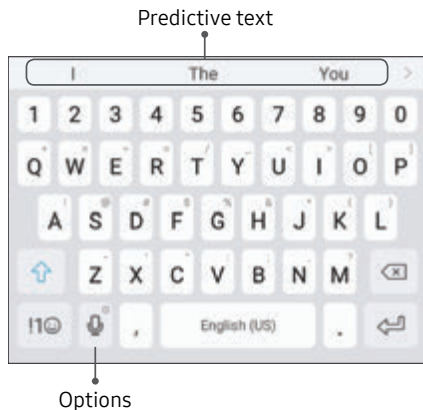 Predictive text
I The You >
1 2 3 4 5 6 7 8 9 0
Q W E R T Y U I O P
A S D F G H J K L
Z X C V B N M
!1☺ , English (US) .
Options